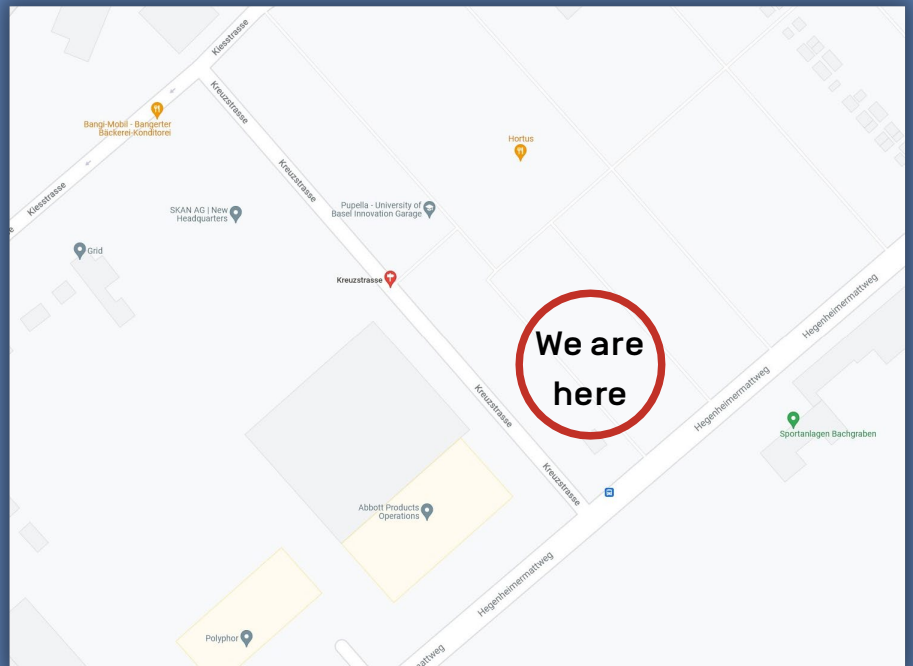 Kiesstrasse
Kreuzstrasse
Bangi-Mobil - Bangerter
Bäckerei-Konditorei
Hortus
Kreuzstrasse
Kiesstrasse
SKAN AG | New
Headquarters
Pupella - University of
Basel Innovation Garage
Grid
Kreuzstrasse
Hegenheimermattweg
We are
here
Kreuzstrasse
Hegenheimermattweg
Sportanlagen Bachgraben
Kreuzstrasse
Abbott Products
Operations
Hegenheimermattweg
Polyphor
attweg